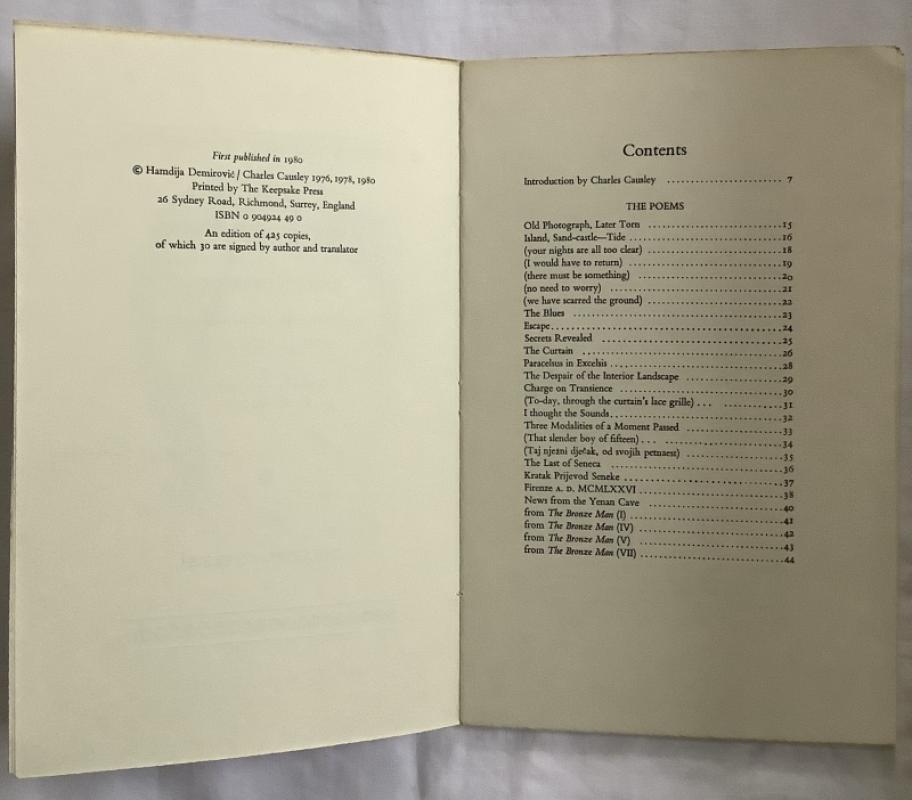 First published in 1980
© Hamdija Demirović / Charles Causley 1976, 1978, 1980
Printed by The Keepsake Press
26 Sydney Road, Richmond, Surrey, England
ISBN 0 904924 49 0
An edition of 425 copies,
of which 30 are signed by author and translator
Contents
Introduction by Charles Causley .......................... 7
THE POEMS
Old Photograph, Later Torn .......................... 15
Island, Sand-castle—Tide .......................... 16
(your nights are all too clear) .......................... 18
(I would have to return) .......................... 19
(there must be something) .......................... 20
(no need to worry) .......................... 21
(we have scarred the ground) .......................... 22
The Blues .......................... 23
Escape .......................... 24
Secrets Revealed .......................... 25
The Curtain .......................... 26
Paracelsus in Excelsis .......................... 28
The Despair of the Interior Landscape .......................... 29
Charge on Transience .......................... 30
(To-day, through the curtain's lace grille) ... .......................... 31
I thought the Sounds .......................... 32
Three Modalities of a Moment Passed .......................... 33
(That slender boy of fifteen) ... .......................... 34
(Taj nježni dječak, od svojih petnaest) .......................... 35
The Last of Seneca .......................... 36
Kratak Prijevod Seneke .......................... 37
Firenze A. D. MCMLXXVI .......................... 38
News from the Yenan Cave .......................... 40
from The Bronze Man (I) .......................... 41
from The Bronze Man (IV) .......................... 42
from The Bronze Man (V) .......................... 43
from The Bronze Man (VII) .......................... 44